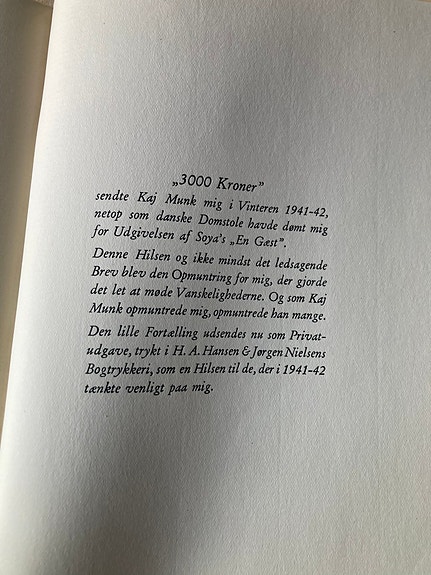 „3000 Kroner”
sendte Kaj Munk mig i Vinteren 1941-42,
netop som danske Domstole havde dømt mig
for Udgivelsen af Soya's „En Gæst”.
Denne Hilsen og ikke mindst det ledsagende
Brev blev den Opmuntring for mig, der gjorde
det let at møde Vanskelighederne. Og som Kaj
Munk opmuntrede mig, opmuntrede han mange.
Den lille Fortælling udsendes nu som Privat-
udgave, trykt i H. A. Hansen & Jørgen Nielsens
Bogtrykkeri, som en Hilsen til de, der i 1941-42
tænkte venligt paa mig.